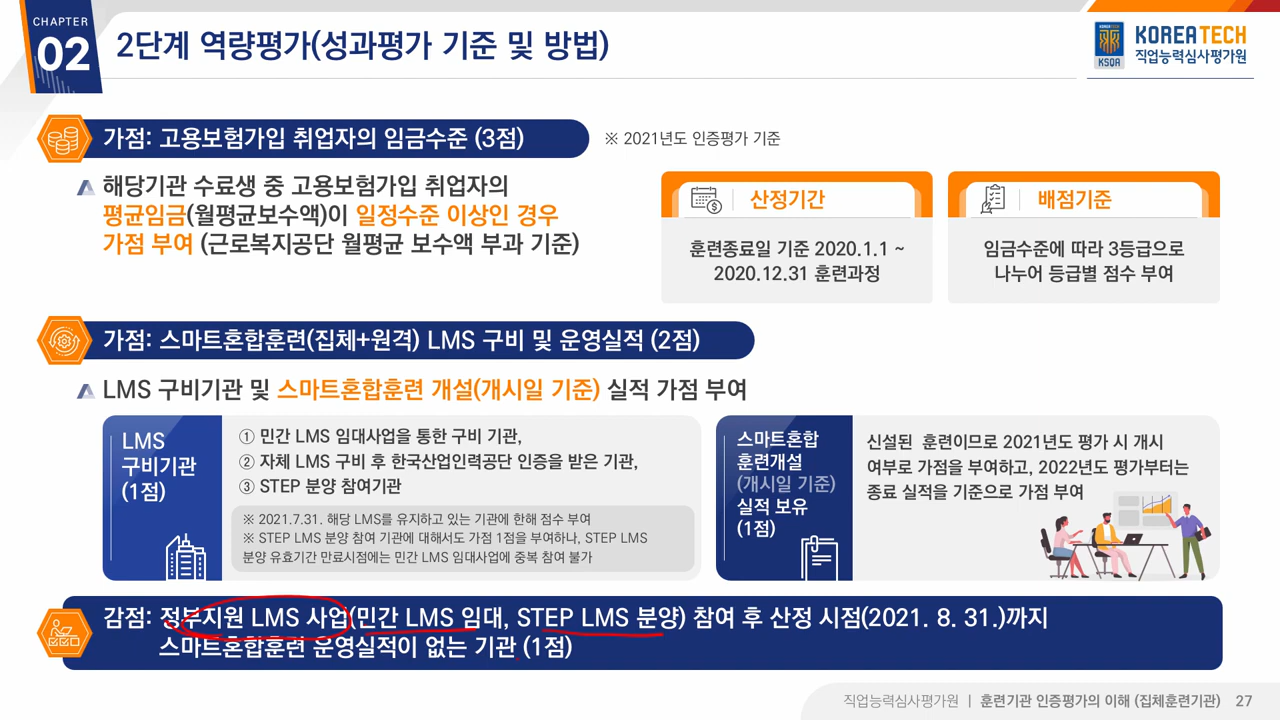 CHAPTER
02
2단계 역량평가(성과평가 기준 및 방법)
KSQA
KOREATECH
직업능력심사평가원
가점: 고용보험가입 취업자의 임금수준 (3점)
※ 2021년도 인증평가 기준
해당기관 수료생 중 고용보험가입 취업자의
평균임금(월평균보수액)이 일정수준 이상인 경우
가점 부여 (근로복지공단 월평균 보수액 부과 기준)
산정기간
훈련종료일 기준 2020.1.1 ~
2020.12.31 훈련과정
배점기준
임금수준에 따라 3등급으로
나누어 등급별 점수 부여
가점: 스마트혼합훈련(집체+원격) LMS 구비 및 운영실적 (2점)
LMS 구비기관 및 스마트혼합훈련 개설(개시일 기준) 실적 가점 부여
LMS
구비기관
(1점)
① 민간 LMS 임대사업을 통한 구비 기관,
② 자체 LMS 구비 후 한국산업인력공단 인증을 받은 기관,
③ STEP 분양 참여기관
※ 2021.7.31. 해당 LMS를 유지하고 있는 기관에 한해 점수 부여
※ STEP LMS 분양 참여 기관에 대해서도 가점 1점을 부여하나, STEP LMS
분양 유효기간 만료시점에는 민간 LMS 임대사업에 중복 참여 불가
스마트혼합
훈련개설
(개시일 기준)
실적 보유
(1점)
신설된 훈련이므로 2021년도 평가 시 개시
여부로 가점을 부여하고, 2022년도 평가부터는
종료 실적을 기준으로 가점 부여
감점: 정부지원 LMS 사업(민간 LMS 임대, STEP LMS 분양) 참여 후 산정 시점(2021. 8. 31.)까지
스마트혼합훈련 운영실적이 없는 기관 (1점)
직업능력심사평가원 | 훈련기관 인증평가의 이해 (집체훈련기관) 27